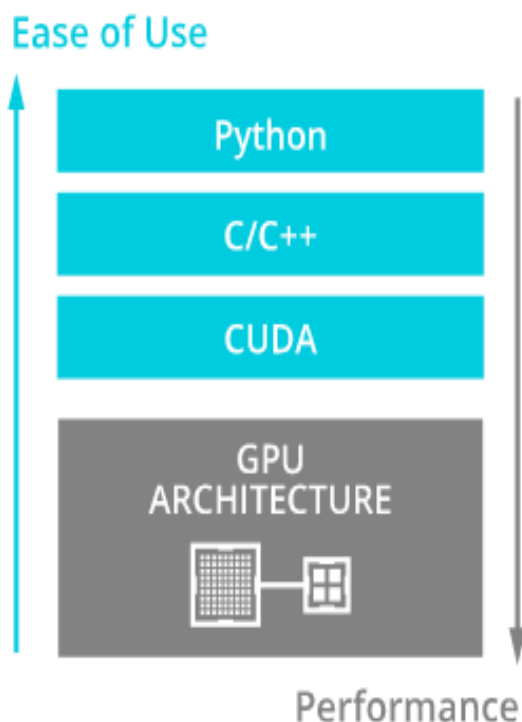 Ease of Use
Python
C/C++
CUDA
GPU
ARCHITECTURE
Performance